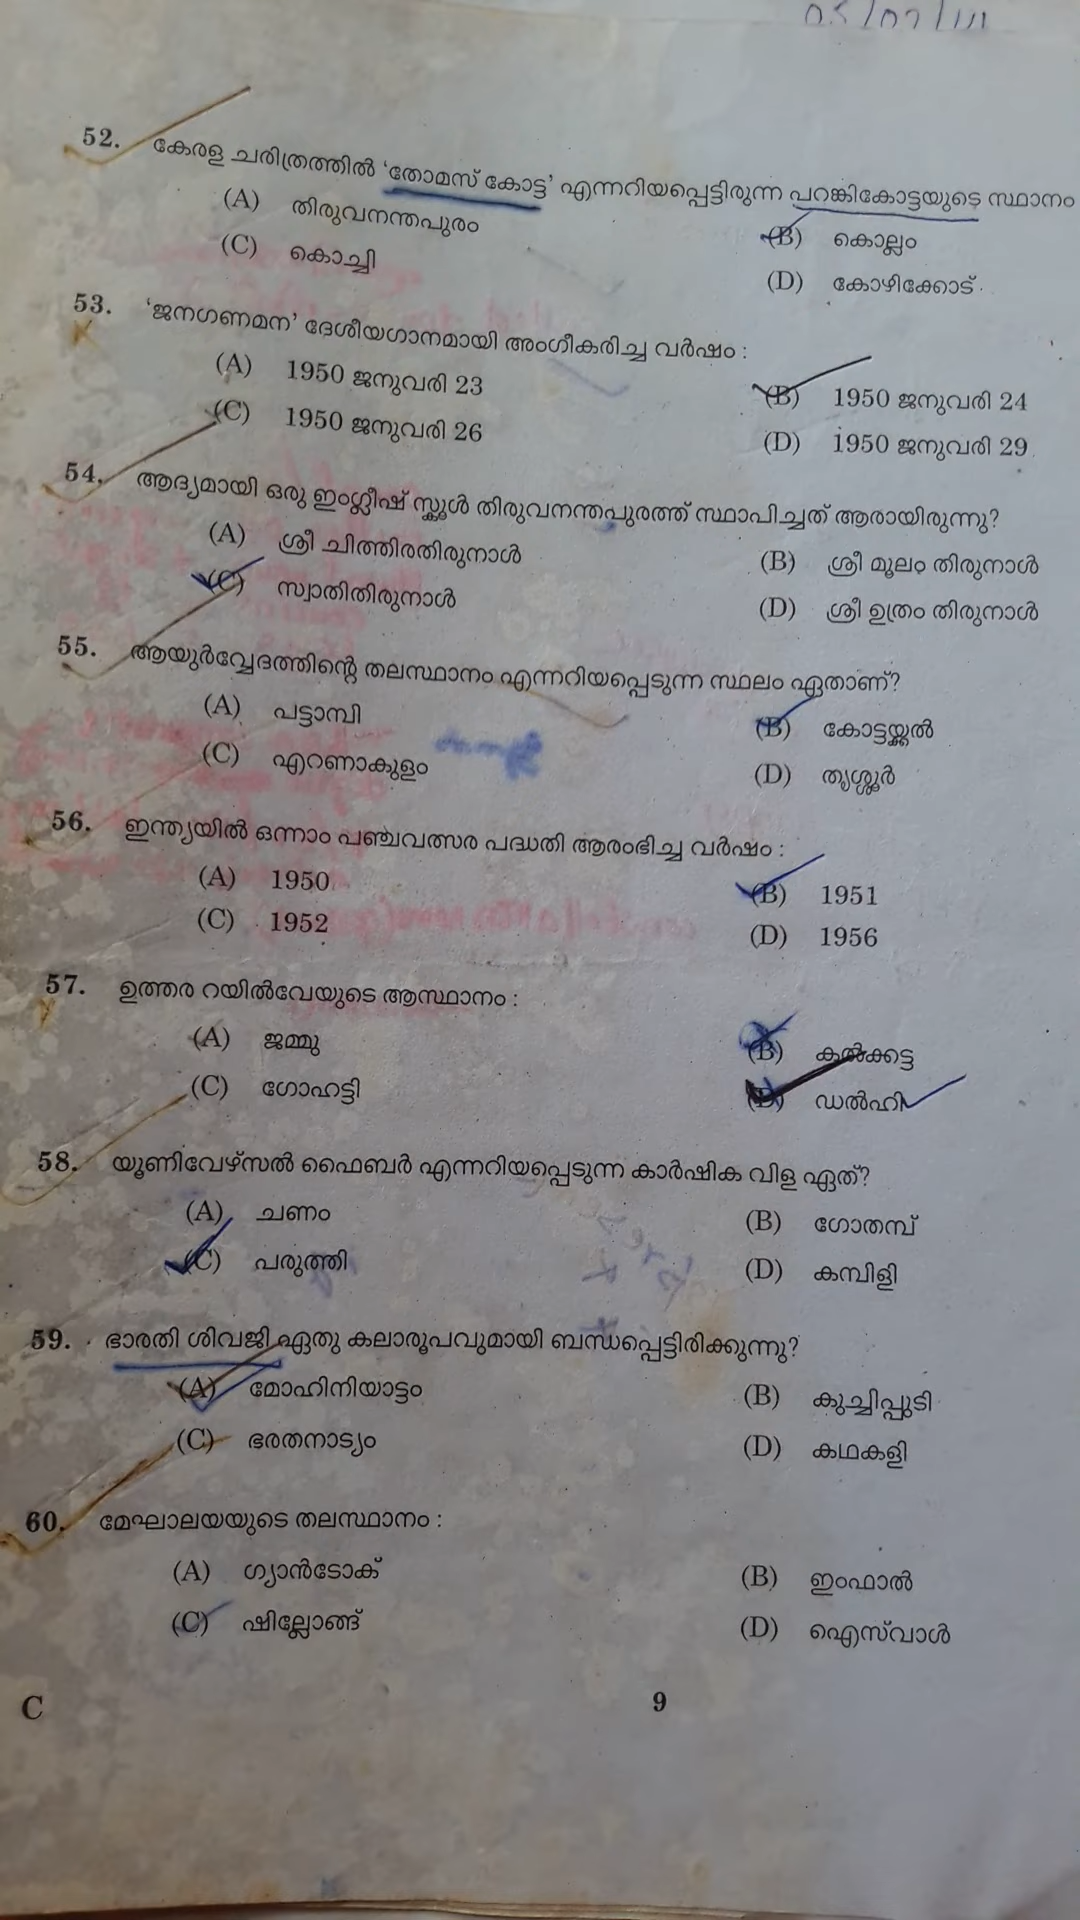 52. കേരള ചരിത്രത്തിൽ 'തോമസ് കോട്ട' എന്നറിയപ്പെട്ടിരുന്ന പറങ്കികോട്ടയുടെ സ്ഥാനം
(A) തിരുവനന്തപുരം (B) കൊല്ലം
(C) കൊച്ചി (D) കോഴിക്കോട്
53. 'ജനഗണമന' ദേശീയഗാനമായി അംഗീകരിച്ച വർഷം :
(A) 1950 ജനുവരി 23 (B) 1950 ജനുവരി 24
(C) 1950 ജനുവരി 26 (D) 1950 ജനുവരി 29
54. ആദ്യമായി ഒരു ഇംഗ്ലീഷ് സ്കൂൾ തിരുവനന്തപുരത്ത് സ്ഥാപിച്ചത് ആരായിരുന്നു?
(A) ശ്രീ ചിത്തിരതിരുനാൾ (B) ശ്രീ മൂലം തിരുനാൾ
(C) സ്വാതിതിരുനാൾ (D) ശ്രീ ഉത്രം തിരുനാൾ
55. ആയുർവ്വേദത്തിന്റെ തലസ്ഥാനം എന്നറിയപ്പെടുന്ന സ്ഥലം ഏതാണ്?
(A) പട്ടാമ്പി (B) കോട്ടയ്ക്കൽ
(C) എറണാകുളം (D) തൃശ്ശൂർ
56. ഇന്ത്യയിൽ ഒന്നാം പഞ്ചവത്സര പദ്ധതി ആരംഭിച്ച വർഷം :
(A) 1950 (B) 1951
(C) 1952 (D) 1956
57. ഉത്തര റയിൽവേയുടെ ആസ്ഥാനം :
(A) ജമ്മു (B) കൽക്കട്ട
(C) ഗോഹട്ടി (D) ഡൽഹി
58. യൂണിവേഴ്സൽ ഫൈബർ എന്നറിയപ്പെടുന്ന കാർഷിക വിള ഏത്?
(A) ചണം (B) ഗോതമ്പ്
(C) പരുത്തി (D) കമ്പിളി
59. ഭാരതി ശിവജി ഏതു കലാരൂപവുമായി ബന്ധപ്പെട്ടിരിക്കുന്നു?
(A) മോഹിനിയാട്ടം (B) കുച്ചിപ്പുടി
(C) ഭരതനാട്യം (D) കഥകളി
60. മേഘാലയയുടെ തലസ്ഥാനം :
(A) ഗ്യാൻടോക് (B) ഇംഫാൽ
(C) ഷില്ലോങ്ങ് (D) ഐസ്‌വാൾ
C 9